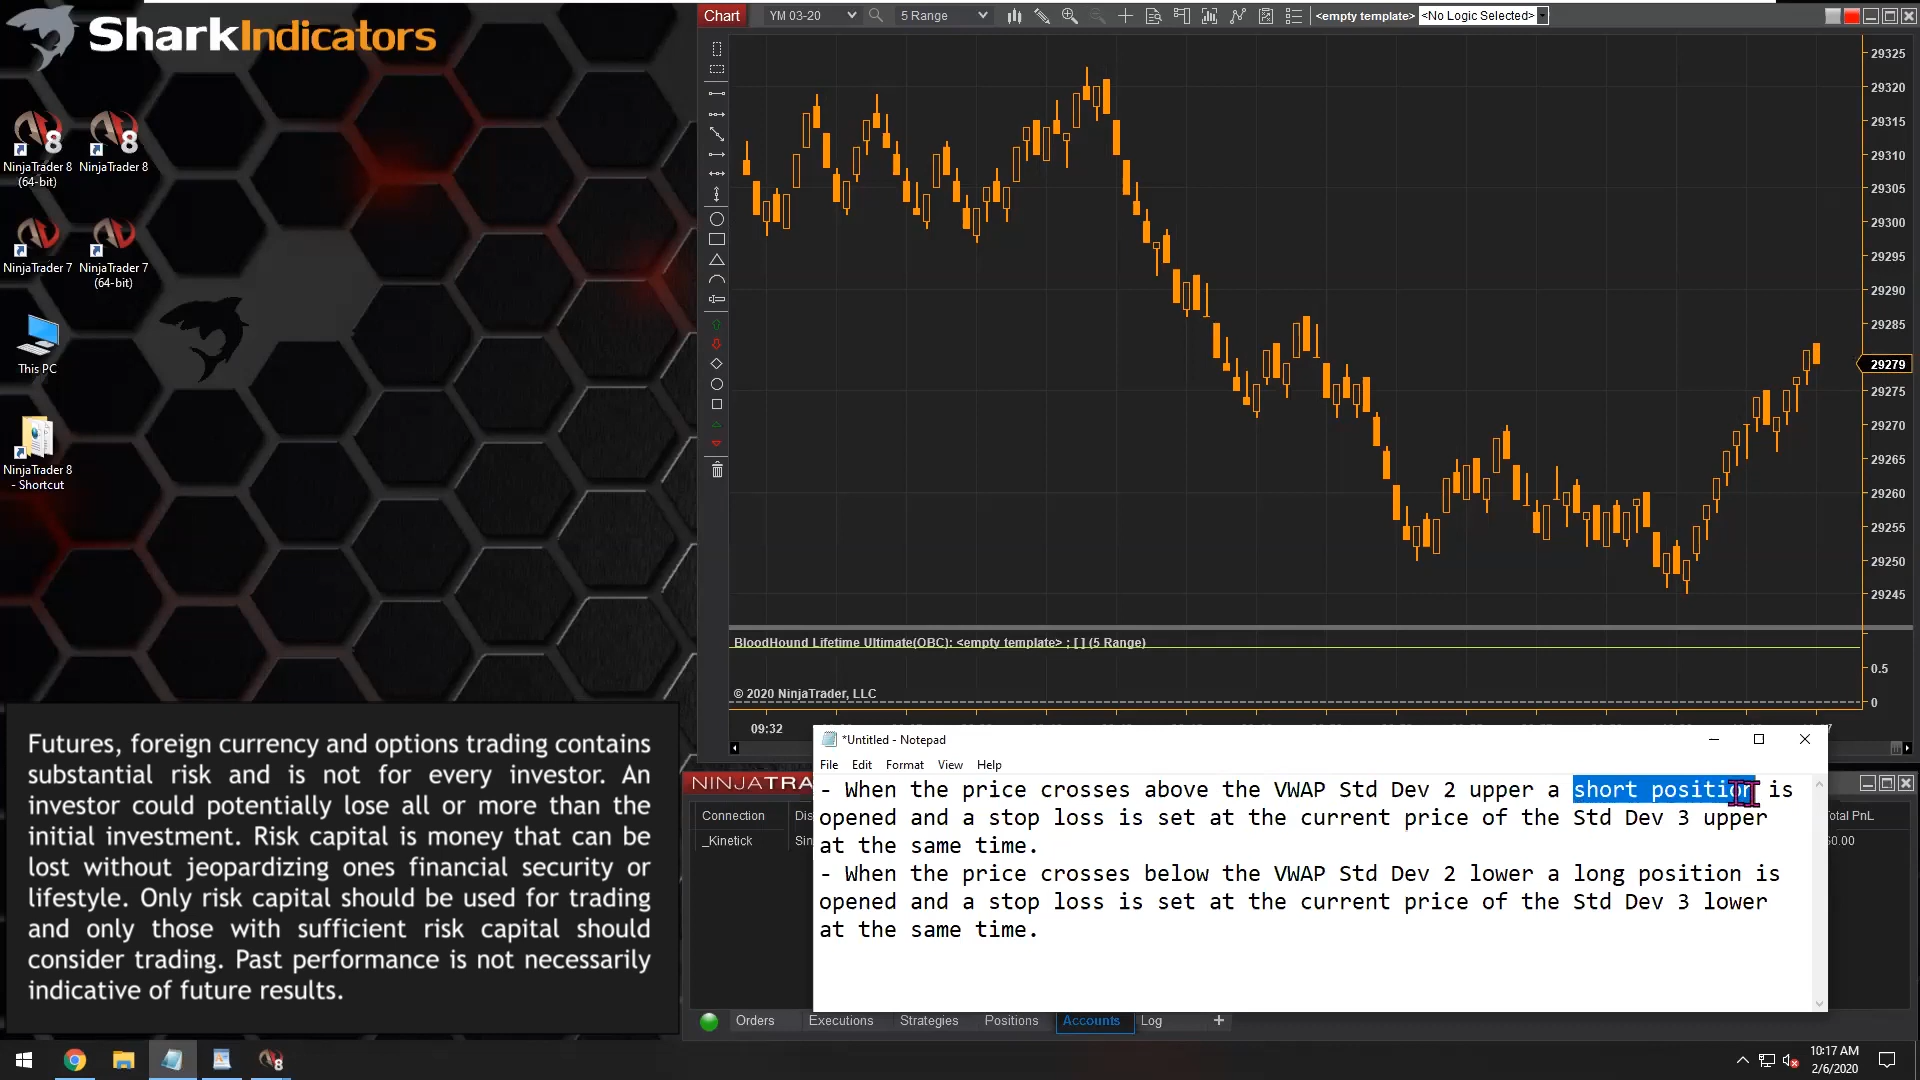 SharkIndicators
NinjaTrader 8
(64-bit)
NinjaTrader 8
NinjaTrader 7
NinjaTrader 7
(64-bit)
This PC
NinjaTrader 8
- Shortcut
Futures, foreign currency and options trading contains
substantial risk and is not for every investor. An
investor could potentially lose all or more than the
initial investment. Risk capital is money that can be
lost without jeopardizing ones financial security or
lifestyle. Only risk capital should be used for trading
and only those with sufficient risk capital should
consider trading. Past performance is not necessarily
indicative of future results.
Chart YM 03-20 5 Range <empty template> <No Logic Selected>
29325
29320
29315
29310
29305
29300
29295
29290
29285
29279
29275
29270
29265
29260
29255
29250
29245
BloodHound Lifetime Ultimate(OBC): <empty template> ; [ ] (5 Range)
0.5
© 2020 NinjaTrader, LLC
0
09:32
*Untitled - Notepad
File Edit Format View Help
- When the price crosses above the VWAP Std Dev 2 upper a short position is
opened and a stop loss is set at the current price of the Std Dev 3 upper
at the same time.
- When the price crosses below the VWAP Std Dev 2 lower a long position is
opened and a stop loss is set at the current price of the Std Dev 3 lower
at the same time.
NINJATRA
Connection Dis otal PnL
_Kinetick Sin 0.00
Orders Executions Strategies Positions Accounts Log +
8
10:17 AM
2/6/2020